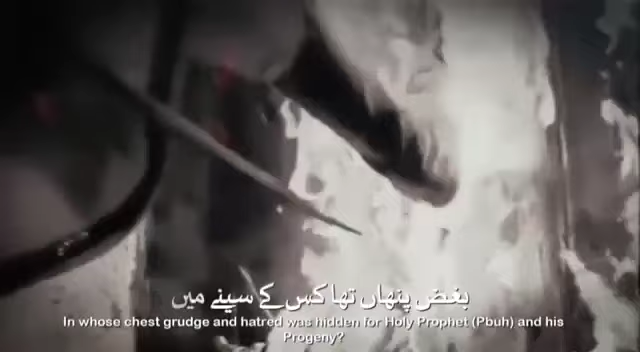 بغض پنھاں تھا کس کے سینے میں
In whose chest grudge and hatred was hidden for Holy Prophet (Pbuh) and his
Progeny?